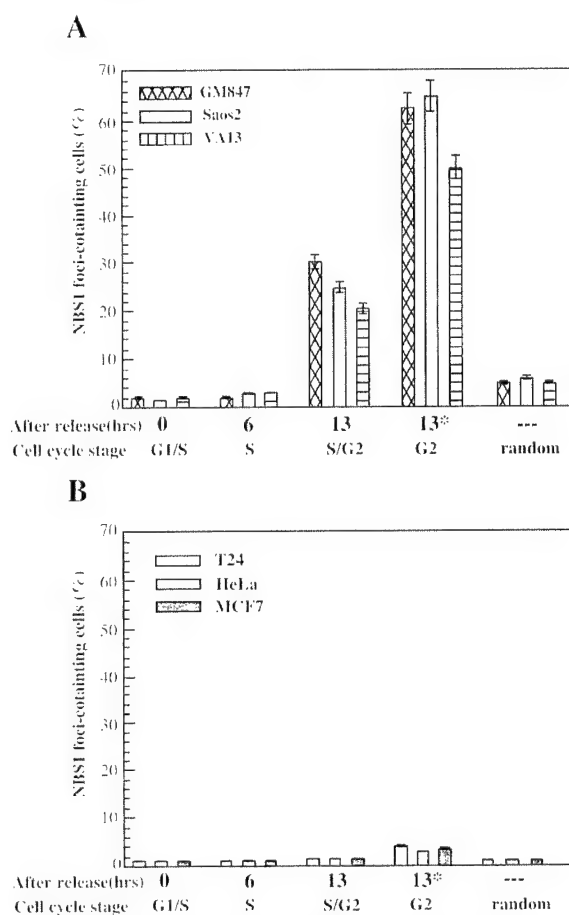 A
70
60
50
40
30
20
10
0
NBS1 foci-cotainting cells (%)
GM847
Saos2
VA13
After release(hrs) 0 6 13 13* ---
Cell cycle stage G1/S S S/G2 G2 random
B
70
60
50
40
30
20
10
0
NBS1 foci-cotainting cells (%)
T24
HeLa
MCF7
After release(hrs) 0 6 13 13* ---
Cell cycle stage G1/S S S/G2 G2 random